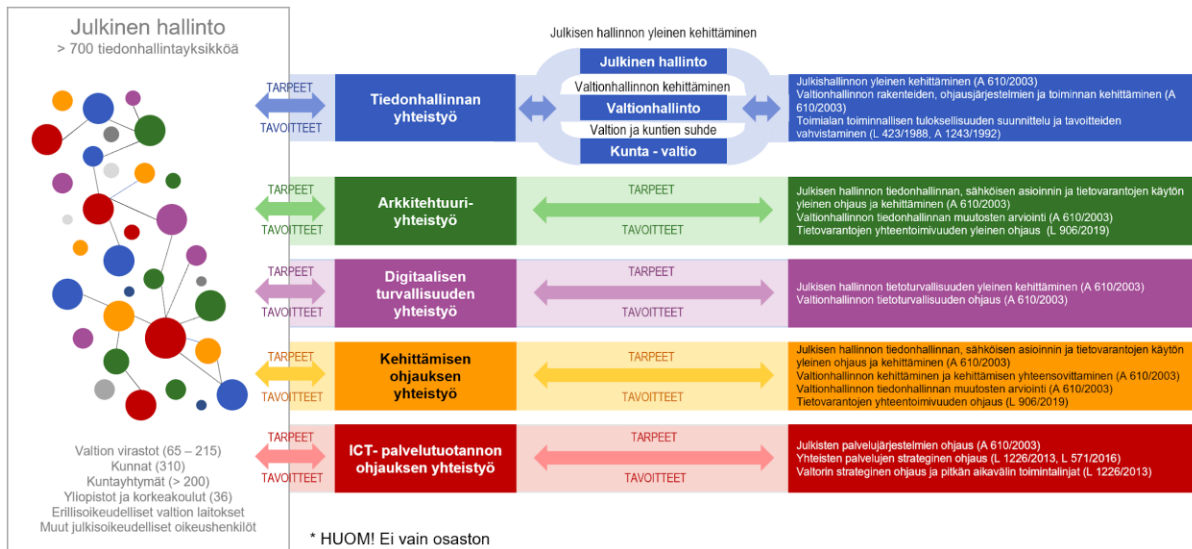 Julkinen hallinto
> 700 tiedonhallintayksikköä
Valtion virastot (65 – 215)
Kunnat (310)
Kuntayhtymät (> 200)
Yliopistot ja korkeakoulut (36)
Erillisoikeudelliset valtion laitokset
Muut julkisoikeudelliset oikeushenkilöt
TARPEET
TAVOITTEET
Tiedonhallinnan
yhteistyö
Julkisen hallinnon yleinen kehittäminen
Julkinen hallinto
Valtionhallinnon kehittäminen
Valtionhallinto
Valtion ja kuntien suhde
Kunta - valtio
Julkishallinnon yleinen kehittäminen (A 610/2003)
Valtionhallinnon rakenteiden, ohjausjärjestelmien ja toiminnan kehittäminen (A
610/2003)
Toimialan toiminnallisen tuloksellisuuden suunnittelu ja tavoitteiden
vahvistaminen (L 423/1988, A 1243/1992)
TARPEET
TAVOITTEET
Arkkitehtuuri-
yhteistyö
TARPEET
TAVOITTEET
Julkisen hallinnon tiedonhallinnan, sähköisen asioinnin ja tietovarantojen käytön
yleinen ohjaus ja kehittäminen (A 610/2003)
Valtionhallinnon tiedonhallinnan muutosten arviointi (A 610/2003)
Tietovarantojen yhteentoimivuuden yleinen ohjaus (L 906/2019)
TARPEET
TAVOITTEET
Digitaalisen
turvallisuuden
yhteistyö
TARPEET
TAVOITTEET
Julkisen hallinnon tietoturvallisuuden yleinen kehittäminen (A 610/2003)
Valtionhallinnon tietoturvallisuuden ohjaus (A 610/2003)
TARPEET
TAVOITTEET
Kehittämisen
ohjauksen
yhteistyö
TARPEET
TAVOITTEET
Julkisen hallinnon tiedonhallinnan, sähköisen asioinnin ja tietovarantojen käytön
yleinen ohjaus ja kehittäminen (A 610/2003)
Valtionhallinnon kehittäminen ja kehittämisen yhteensovittaminen (A 610/2003)
Valtionhallinnon tiedonhallinnan muutosten arviointi (A 610/2003)
Tietovarantojen yhteentoimivuuden ohjaus (L 906/2019)
TARPEET
TAVOITTEET
ICT- palvelutuotannon
ohjauksen yhteistyö
TARPEET
TAVOITTEET
Julkisten palvelujärjestelmien ohjaus (A 610/2003)
Yhteisten palvelujen strateginen ohjaus (L 1226/2013, L 571/2016)
Valtorin strateginen ohjaus ja pitkän aikavälin toimintalinjat (L 1226/2013)
* HUOM! Ei vain osaston